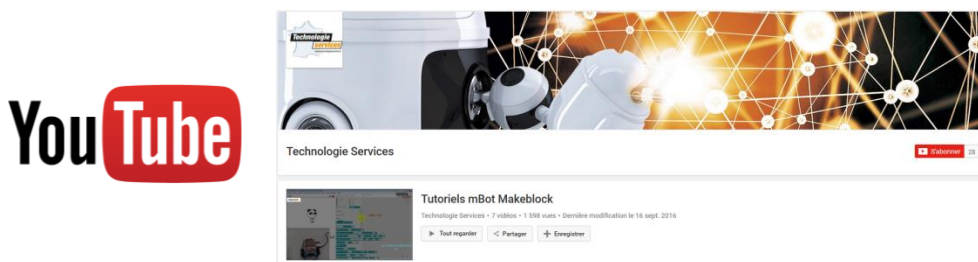 YouTube
Technologie
Services
Technologie Services
S'abonner 28
Tutoriels mBot Makeblock
Technologie Services • 7 vidéos • 1 598 vues • Dernière modification le 16 sept. 2016
Tout regarder
Partager
Enregistrer